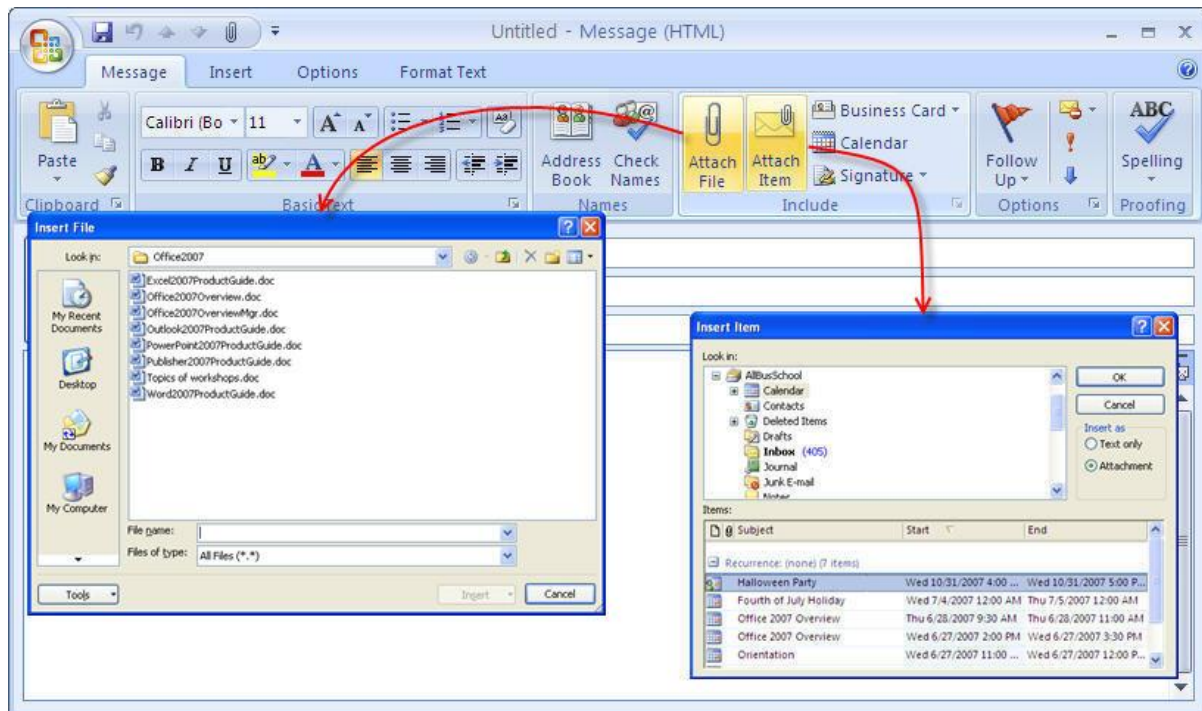 Untitled - Message (HTML)
Message Insert Options Format Text
Calibri (Bo 11
B I U ab A
Paste
Clipboard
Basic Text
Address Book
Check Names
Names
Attach File
Attach Item
Business Card
Calendar
Signature
Include
Follow Up
Options
ABC
Spelling
Proofing
Insert File
Look in: Office2007
My Recent Documents
Desktop
My Documents
My Computer
Excel2007ProductGuide.doc
Office2007Overview.doc
Office2007OverviewMgr.doc
Outlook2007ProductGuide.doc
PowerPoint2007ProductGuide.doc
Publisher2007ProductGuide.doc
Topics of workshops.doc
Word2007ProductGuide.doc
File name:
Files of type: All Files (*.*)
Tools Insert Cancel
Insert Item
Look in:
AllBusSchool
Calendar
Contacts
Deleted Items
Drafts
Inbox (405)
Journal
Junk E-mail
Notes
OK
Cancel
Insert as
Text only
Attachment
Items:
Subject Start End
Recurrence: (none) (7 items)
Halloween Party Wed 10/31/2007 4:00 ... Wed 10/31/2007 5:00 P...
Fourth of July Holiday Wed 7/4/2007 12:00 AM Thu 7/5/2007 12:00 AM
Office 2007 Overview Thu 6/28/2007 9:30 AM Thu 6/28/2007 11:00 AM
Office 2007 Overview Wed 6/27/2007 2:00 PM Wed 6/27/2007 3:30 PM
Orientation Wed 6/27/2007 11:00 ... Wed 6/27/2007 12:00 P...